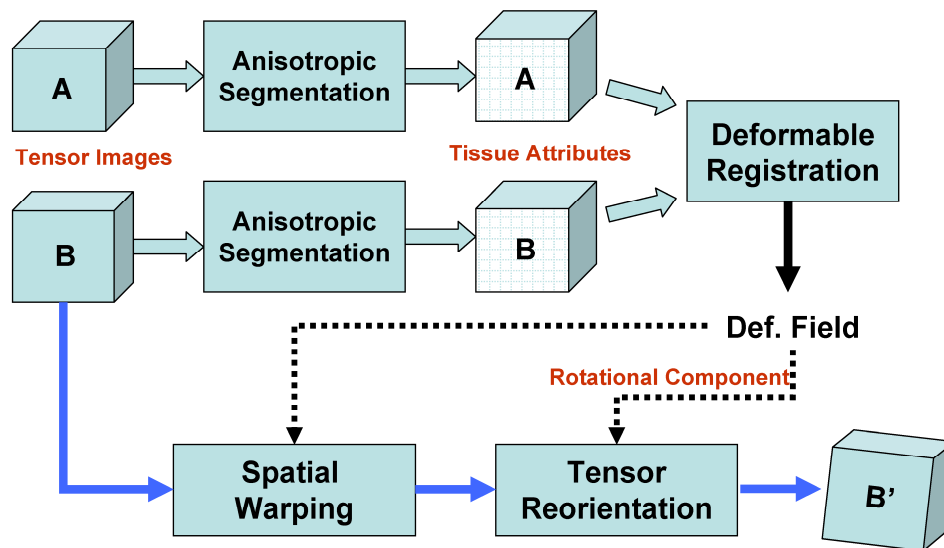 A
Anisotropic
Segmentation
A
Tensor Images
Tissue Attributes
Deformable
Registration
B
Anisotropic
Segmentation
B
Def. Field
Rotational Component
Spatial
Warping
Tensor
Reorientation
B’